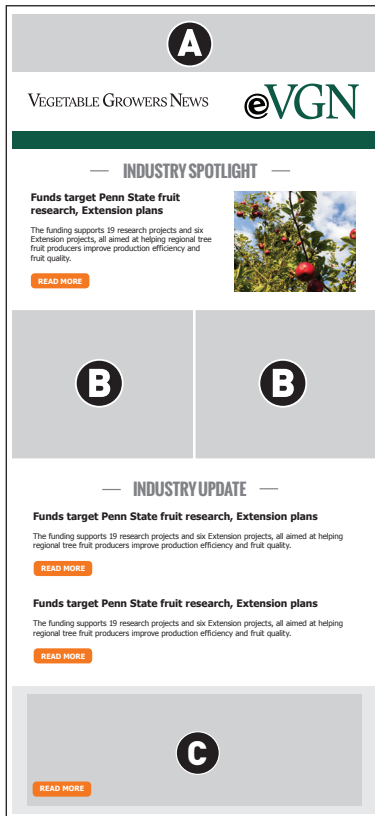 A
VEGETABLE GROWERS NEWS
eVGN
INDUSTRY SPOTLIGHT
Funds target Penn State fruit
research, Extension plans
The funding supports 19 research projects and six
Extension projects, all aimed at helping regional tree
fruit producers improve production efficiency and
fruit quality.
READ MORE
B
B
INDUSTRY UPDATE
Funds target Penn State fruit research, Extension plans
The funding supports 19 research projects and six Extension projects, all aimed at helping
regional tree fruit producers improve production efficiency and fruit quality.
READ MORE
Funds target Penn State fruit research, Extension plans
The funding supports 19 research projects and six Extension projects, all aimed at helping
regional tree fruit producers improve production efficiency and fruit quality.
READ MORE
C
READ MORE